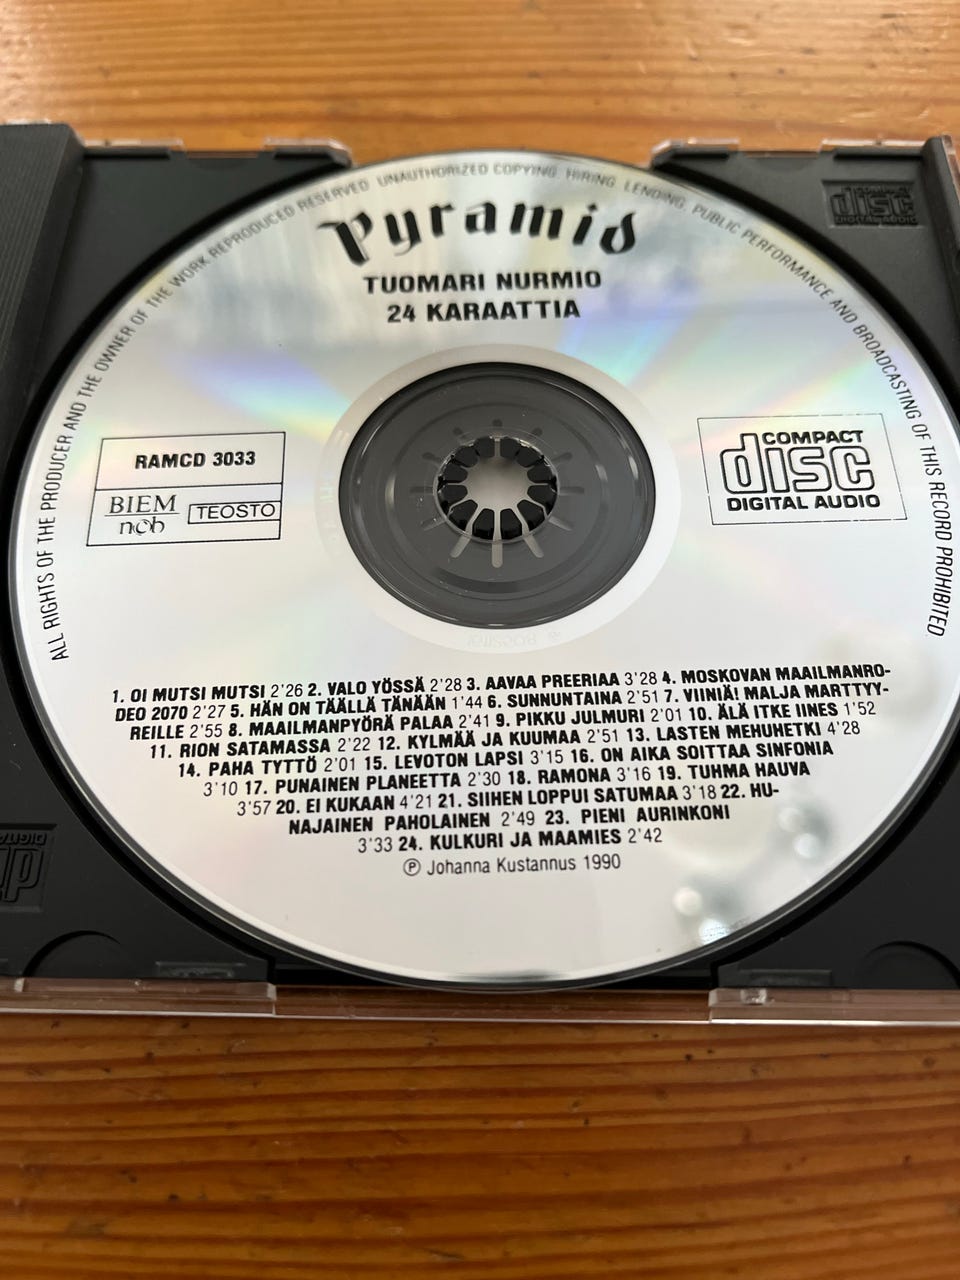 ALL RIGHTS OF THE PRODUCER AND THE OWNER OF THE WORK REPRODUCED RESERVED UNAUTHORIZED COPYING, HIRING, LENDING, PUBLIC PERFORMANCE AND BROADCASTING OF THIS RECORD PROHIBITED
Pyramid
TUOMARI NURMIO
24 KARAATTIA
COMPACT
disc
DIGITAL AUDIO
RAMCD 3033
BIEM
ncb
TEOSTO
COMPACT
disc
DIGITAL AUDIO
1. OI MUTSI MUTSI 2'26 2. VALO YÖSSÄ 2'28 3. AAVAA PREERIAA 3'28 4. MOSKOVAN MAAILMANRO-
DEO 2070 2'27 5. HÄN ON TÄÄLLÄ TÄNÄÄN 1'44 6. SUNNUNTAINA 2'51 7. VIINIÄ! MALJA MARTTYY-
REILLE 2'55 8. MAAILMANPYÖRÄ PALAA 2'41 9. PIKKU JULMURI 2'01 10. ÄLÄ ITKE IINES 1'52
11. RION SATAMASSA 2'22 12. KYLMÄÄ JA KUUMAA 2'51 13. LASTEN MEHUHETKI 4'28
14. PAHA TYTTÖ 2'01 15. LEVOTON LAPSI 3'15 16. ON AIKA SOITTAA SINFONIA
3'10 17. PUNAINEN PLANEETTA 2'30 18. RAMONA 3'16 19. TUHMA HAUVA
3'57 20. EI KUKAAN 4'21 21. SIIHEN LOPPUI SATUMAA 3'18 22. HU-
NAJAINEN PAHOLAINEN 2'49 23. PIENI AURINKONI
3'33 24. KULKURI JA MAAMIES 2'42
Ⓟ Johanna Kustannus 1990